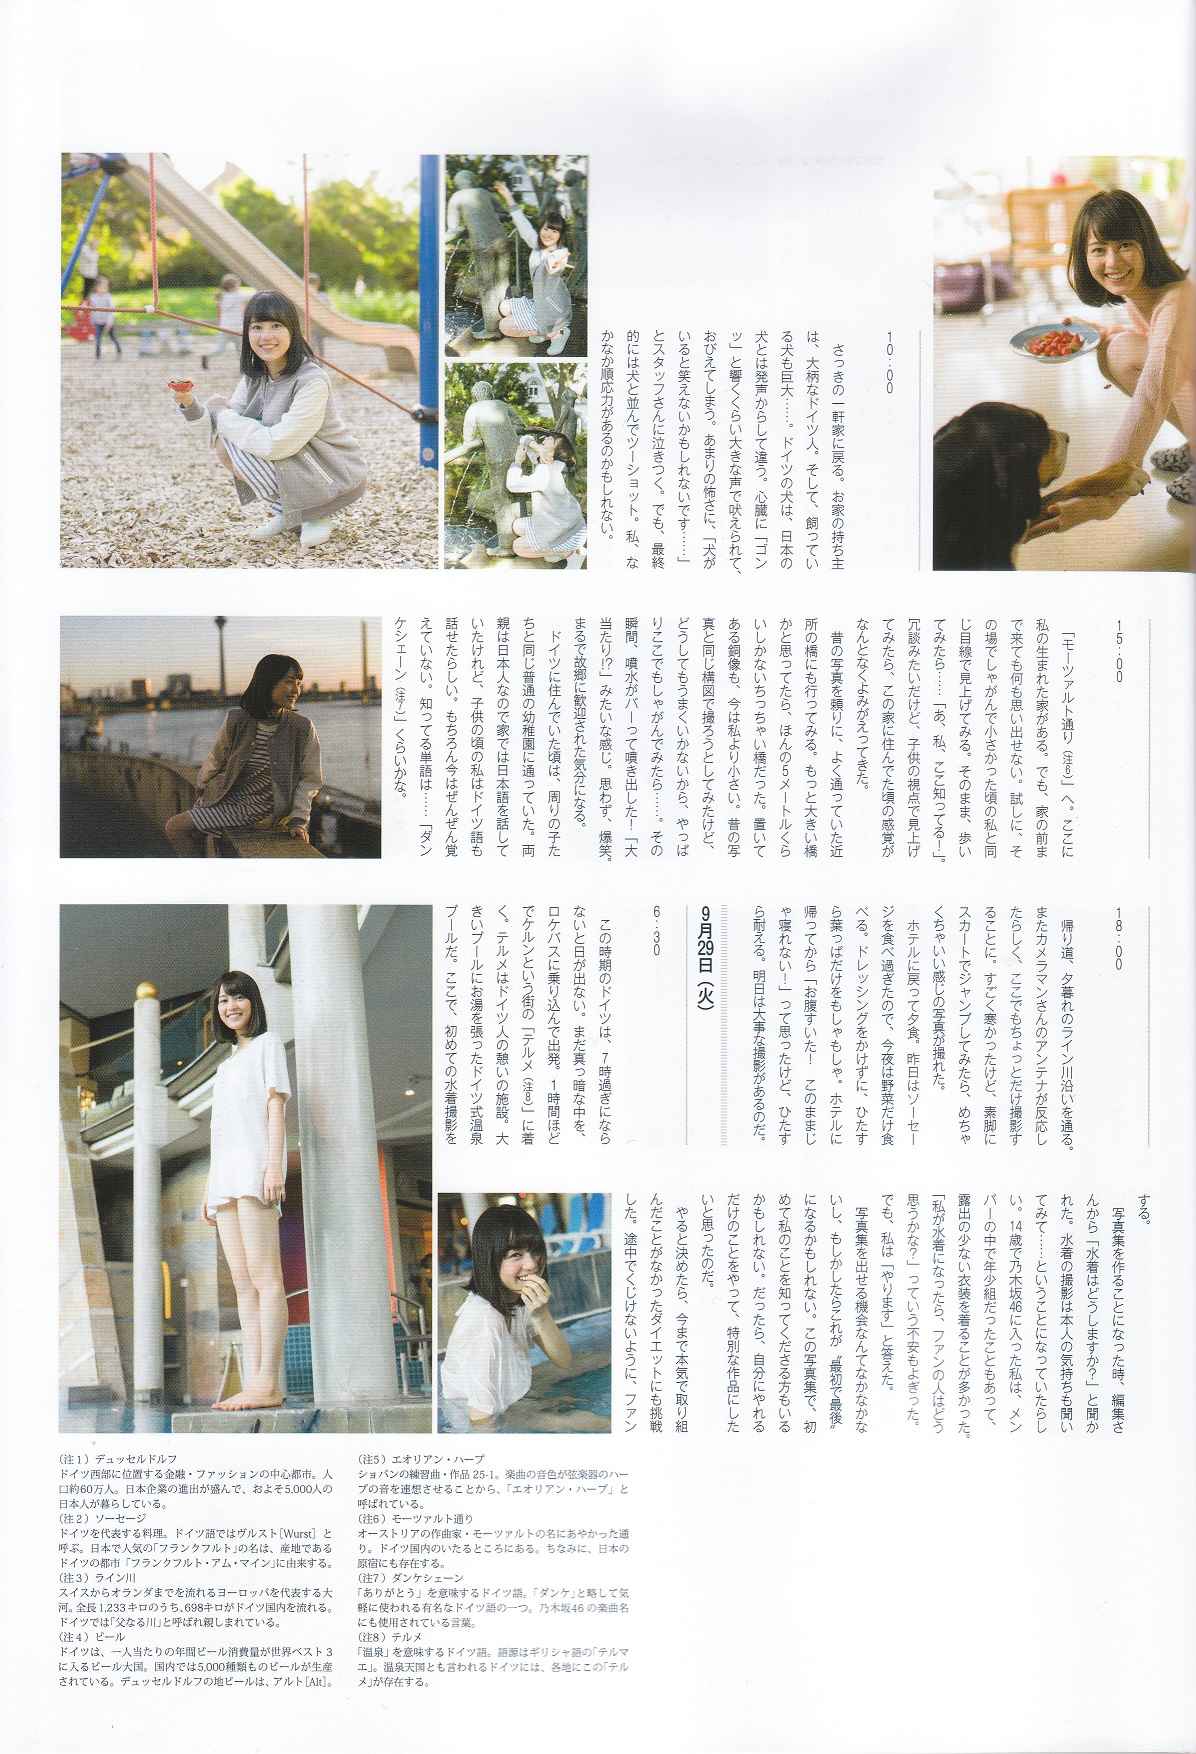 10:00
　さっきの一軒家に戻る。お家の持ち主
は、大柄なドイツ人。そして、飼ってい
る犬も巨大……。ドイツの犬は、日本の
犬とは発声からして違う。心臓に「ゴン
ッ」と響くくらい大きな声で吠えられて、
おびえてしまう。あまりの怖さに、「犬が
いると笑えないかもしれないです……」
とスタッフさんに泣きつく。でも、最終
的には犬と並んでツーショット。私、な
かなか順応力があるのかもしれない。
15:00
　「モーツァルト通り（注6）」へ。ここに
私の生まれた家がある。でも、家の前ま
で来ても何も思い出せない。試しに、そ
の場でしゃがんで小さかった頃の私と同
じ目線で見上げてみる。そのまま、歩い
てみたら……「あ、私、ここ知ってるー！」。
冗談みたいだけど、子供の視点で見上げ
てみたら、この家に住んでた頃の感覚が
なんとなくよみがえってきた。
　昔の写真を頼りに、よく通っていた近
所の橋にも行ってみる。もっと大きい橋
かと思ってたら、ほんの5メートルくら
いしかないちっちゃい橋だった。置いて
ある銅像も、今は私より小さい。昔の写
真と同じ構図で撮ろうとしてみたけど、
どうしてもうまくいかないから、やっぱ
りここでもしゃがんでみたら……。その
瞬間、噴水がバーって噴き出した！「大
当たり!?」みたいな感じ。思わず、爆笑。
まるで故郷に歓迎された気分になる。
　ドイツに住んでいた頃は、周りの子た
ちと同じ普通の幼稚園に通っていた。両
親は日本人なので家では日本語を話して
いたけれど、子供の頃の私はドイツ語も
話せたらしい。もちろん今はぜんぜん覚
えていない。知ってる単語は……「ダン
ケシェーン（注7）」くらいかな。
18:00
　帰り道、夕暮れのライン川沿いを通る。
またカメラマンさんのアンテナが反応し
たらしく、ここでもちょっとだけ撮影す
ることに。すごく寒かったけど、素脚に
スカートでジャンプしてみたら、めちゃ
くちゃいい感じの写真が撮れた。
　ホテルに戻って夕食。昨日はソーセー
ジを食べ過ぎたので、今夜は野菜だけ食
べる。ドレッシングをかけずに、ひたす
ら葉っぱだけをもしゃもしゃ。ホテルに
帰ってから「お腹すいた！　このままじ
ゃ寝れない！」って思ったけど、ひたす
ら耐える。明日は大事な撮影があるのだ。
9月29日（火）
6:30
　この時期のドイツは、7時過ぎになら
ないと日が出ない。まだ真っ暗な中を、
ロケバスに乗り込んで出発。1時間ほど
でケルンという街の「テルメ（注8）」に着
く。テルメはドイツ人の憩いの施設。大
きいプールにお湯を張ったドイツ式温泉
プールだ。ここで、初めての水着撮影を
する。
　写真集を作ることになった時、編集さ
んから「水着はどうしますか？」と聞か
れた。水着の撮影は本人の気持ちも聞い
てみて……ということになっていたらし
い。14歳で乃木坂46に入った私は、メン
バーの中で年少組だったこともあって、
露出の少ない衣装を着ることが多かった。
「私が水着になったら、ファンの人はどう
思うかな？」っていう不安もよぎった。
でも、私は「やります」と答えた。
　写真集を出せる機会なんてなかなかな
いし、もしかしたらこれが“最初で最後”
になるかもしれない。この写真集で、初
めて私のことを知ってくださる方もいる
かもしれない。だったら、自分にやれる
だけのことをやって、特別な作品にした
いと思ったのだ。
　やると決めたら、今まで本気で取り組
んだことがなかったダイエットにも挑戦
した。途中でくじけないように、ファン
（注1）デュッセルドルフ
ドイツ西部に位置する金融・ファッションの中心都市。人
口約60万人。日本企業の進出が盛んで、およそ5,000人の
日本人が暮らしている。
（注2）ソーセージ
ドイツを代表する料理。ドイツ語ではヴルスト［Wurst］と
呼ぶ。日本で人気の「フランクフルト」の名は、産地である
ドイツの都市「フランクフルト・アム・マイン」に由来する。
（注3）ライン川
スイスからオランダまでを流れるヨーロッパを代表する大
河。全長1,233キロのうち、698キロがドイツ国内を流れる。
ドイツでは「父なる川」と呼ばれ親しまれている。
（注4）ビール
ドイツは、一人当たりの年間ビール消費量が世界ベスト3
に入るビール大国。国内では5,000種類ものビールが生産
されている。デュッセルドルフの地ビールは、アルト［Alt］。
（注5）エオリアン・ハープ
ショパンの練習曲・作品25-1。楽曲の音色が弦楽器のハー
プの音を連想させることから、「エオリアン・ハープ」と
呼ばれている。
（注6）モーツァルト通り
オーストリアの作曲家・モーツァルトの名にあやかった通
り。ドイツ国内のいたるところにある。ちなみに、日本の
原宿にも存在する。
（注7）ダンケシェーン
「ありがとう」を意味するドイツ語。「ダンケ」と略して気
軽に使われる有名なドイツ語の一つ。乃木坂46の楽曲名
にも使用されている言葉。
（注8）テルメ
「温泉」を意味するドイツ語。語源はギリシャ語の「テルマ
エ」。温泉天国とも言われるドイツには、各地にこの「テル
メ」が存在する。